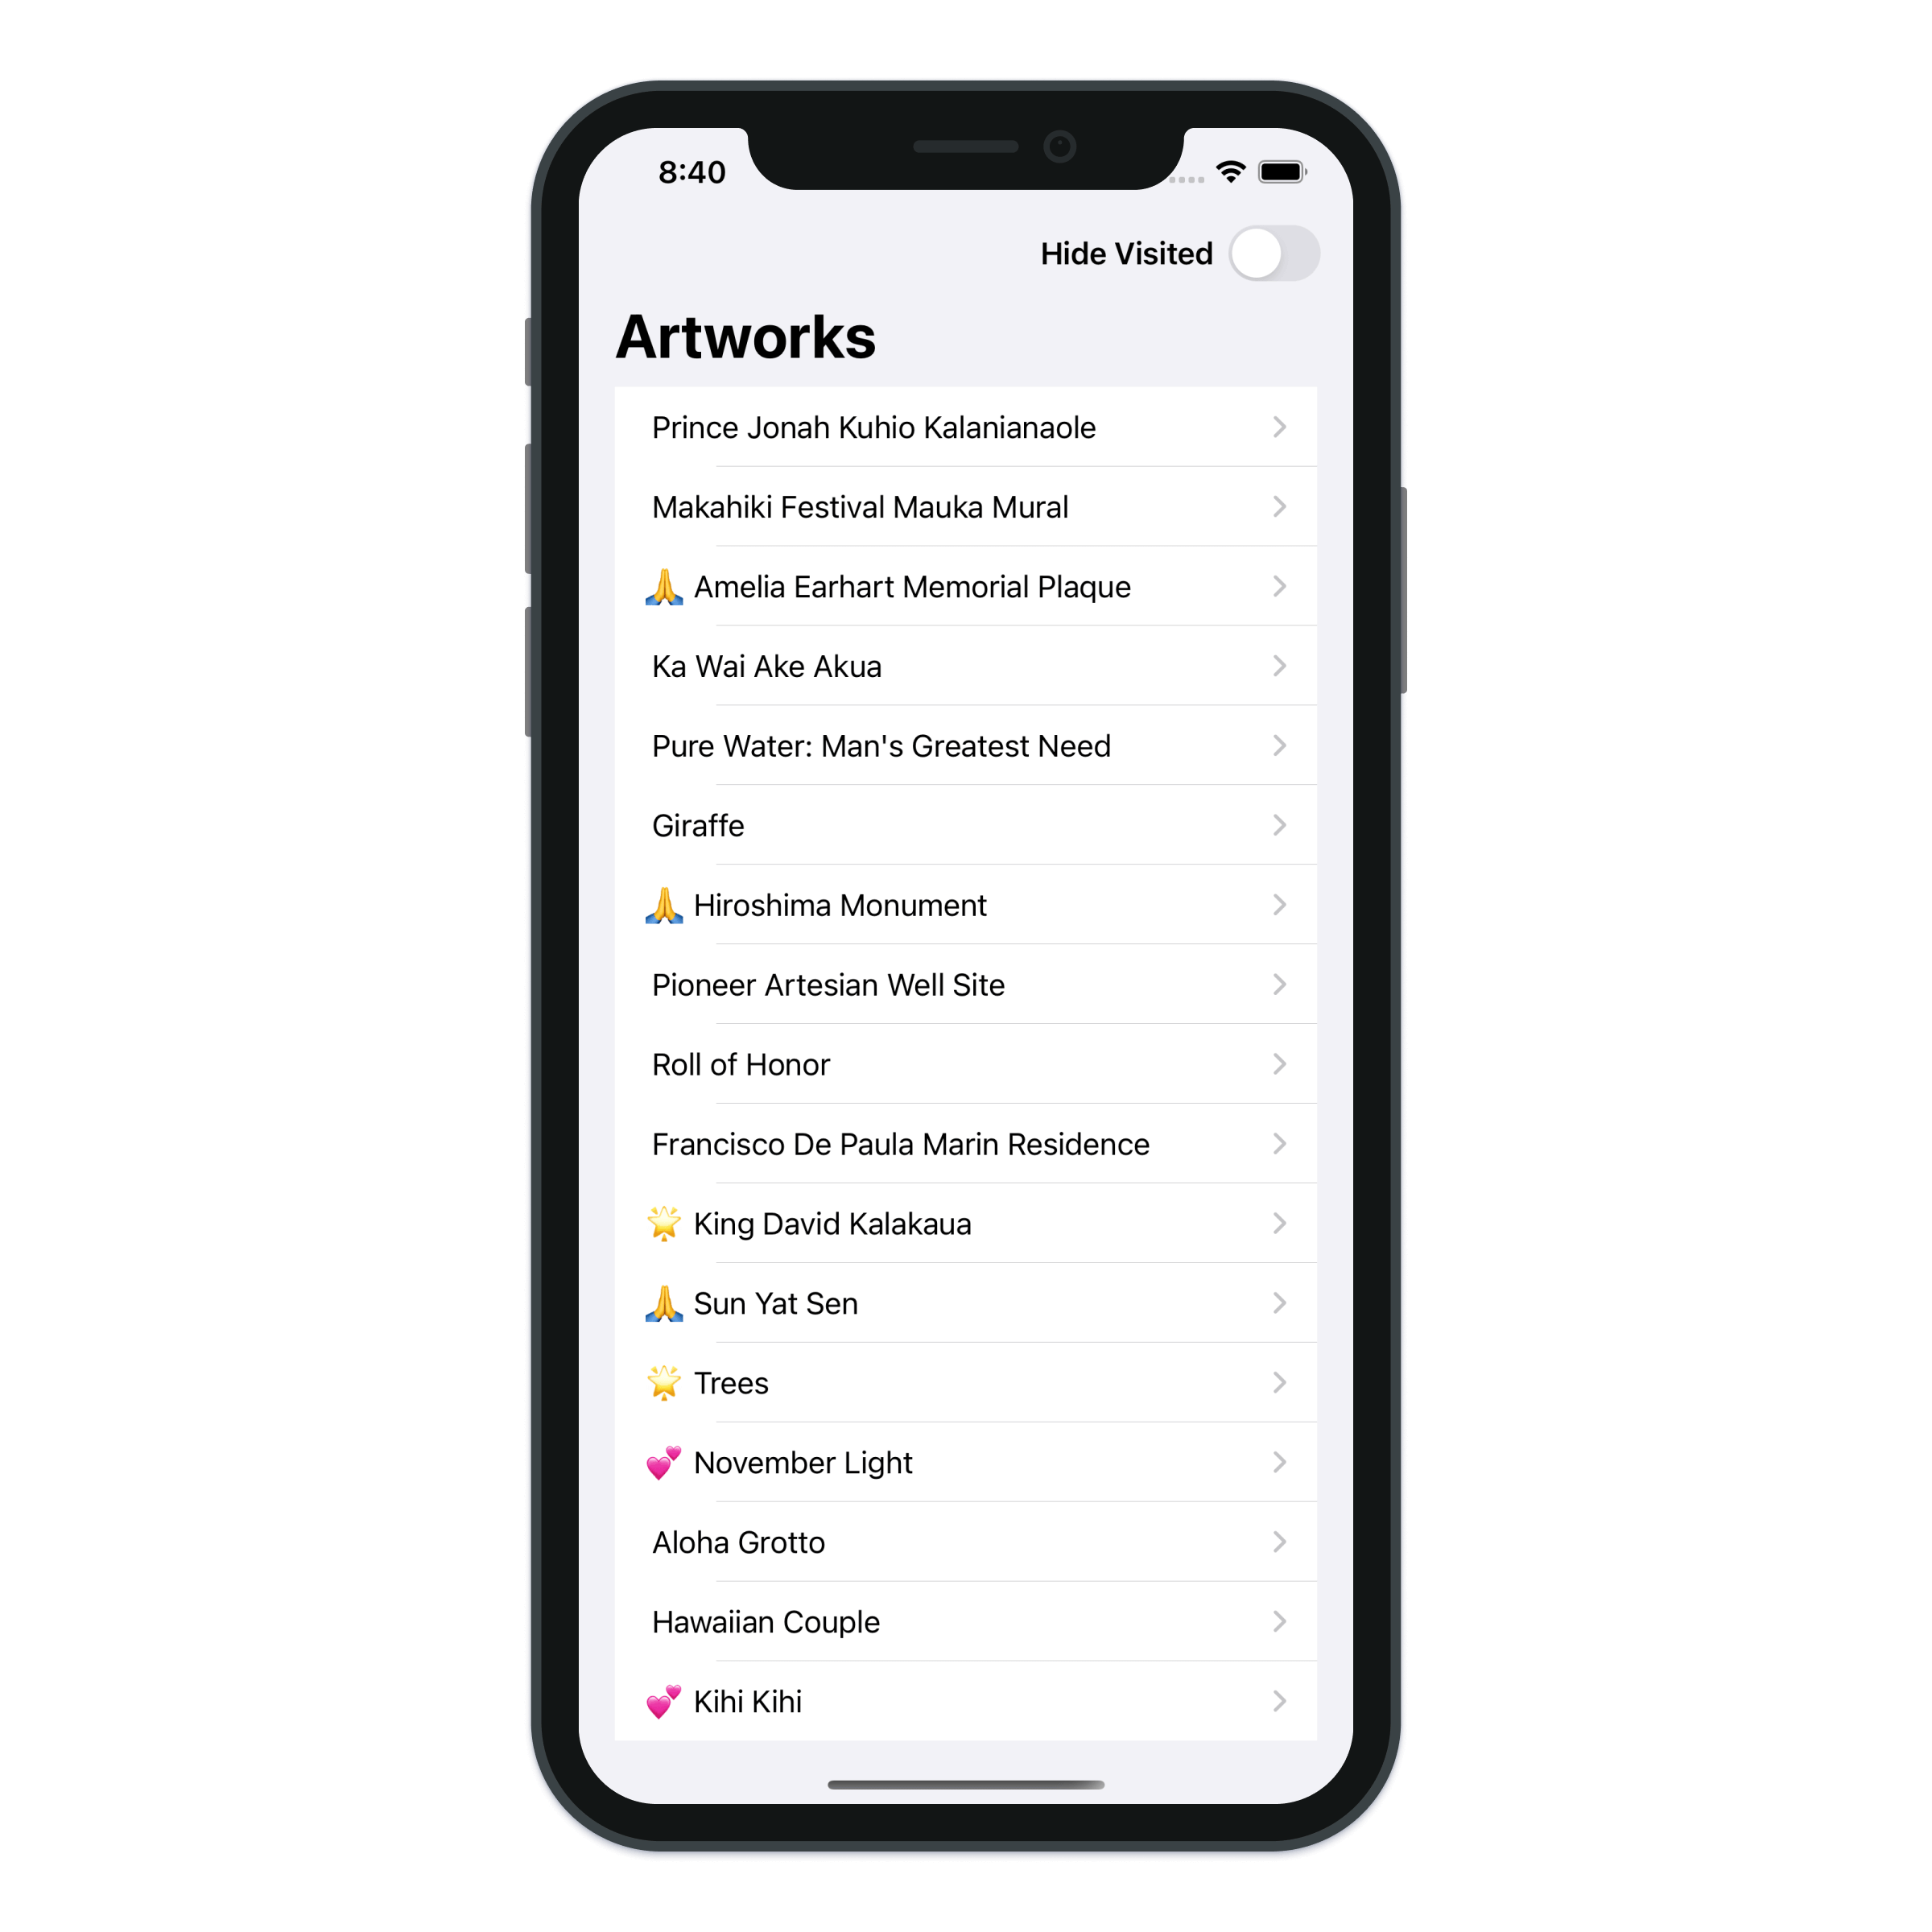 8:40
Hide Visited
Artworks
Prince Jonah Kuhio Kalanianaole
Makahiki Festival Mauka Mural
🙏 Amelia Earhart Memorial Plaque
Ka Wai Ake Akua
Pure Water: Man's Greatest Need
Giraffe
🙏 Hiroshima Monument
Pioneer Artesian Well Site
Roll of Honor
Francisco De Paula Marin Residence
🌟 King David Kalakaua
🙏 Sun Yat Sen
🌟 Trees
💕 November Light
Aloha Grotto
Hawaiian Couple
💕 Kihi Kihi